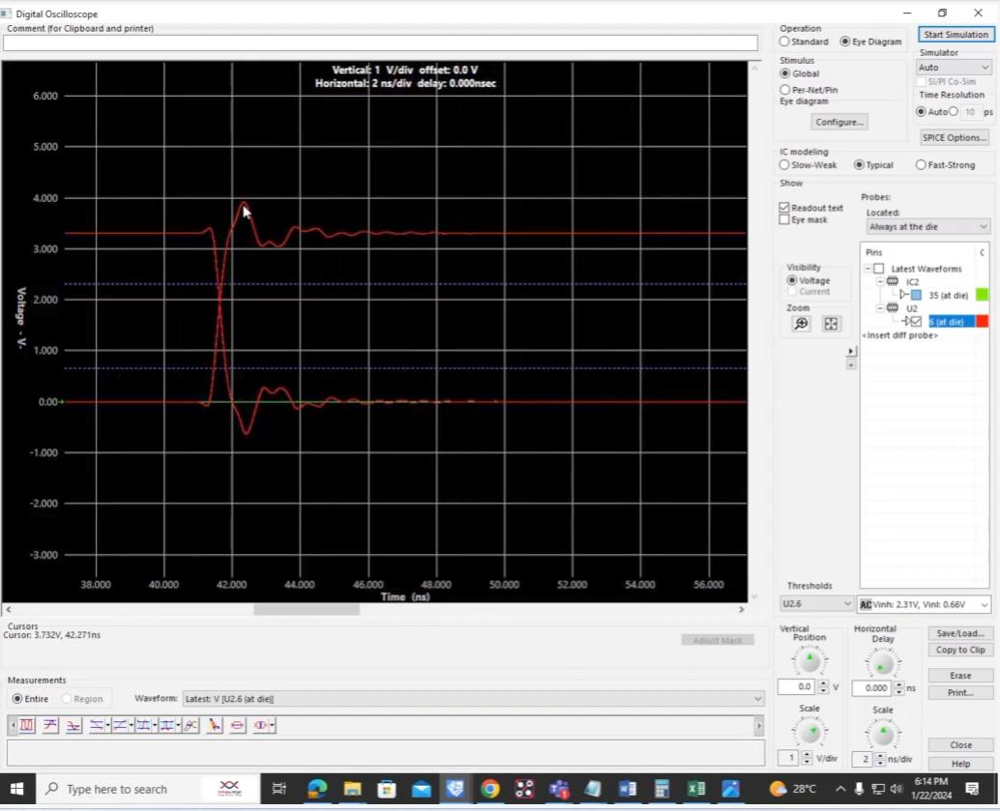 Digital Oscilloscope
Comment (for Clipboard and printer)
Vertical: 1 V/div offset: 0.0 V
Horizontal: 2 ns/div delay: 0.000nsec
6.000
5.000
4.000
3.000
2.000
1.000
0.00
-1.000
-2.000
-3.000
Voltage - V-
38.000 40.000 42.000 44.000 46.000 48.000 50.000 52.000 54.000 56.000
Time (ns)
Cursors
Cursor: 3.732V, 42.271ns
Adjust Mask
Measurements
Entire Region Waveform: Latest: V [U2.6 (at die)]
Operation
Standard Eye Diagram
Stimulus
Global
Per-Net/Pin
Eye diagram
Configure...
Start Simulation
Simulator
Auto
SI/PI Co-Sim
Time Resolution
Auto 10 ps
SPICE Options...
IC modeling
Slow-Weak Typical Fast-Strong
Show
Readout text
Eye mask
Probes:
Located:
Always at the die
Pins C
Latest Waveforms
IC2
35 (at die)
U2
6 (at die)
<Insert diff probe>
Visibility
Voltage
Current
Zoom
Thresholds
U2.6 AC Vinh: 2.31V, Vinl: 0.66V
Vertical
Position
0.0 V
Scale
1 V/div
Horizontal
Delay
0.000 ns
Scale
2 ns/div
Save/Load...
Copy to Clip
Erase
Print...
Close
Help
Type here to search
28°C
6:14 PM
1/22/2024